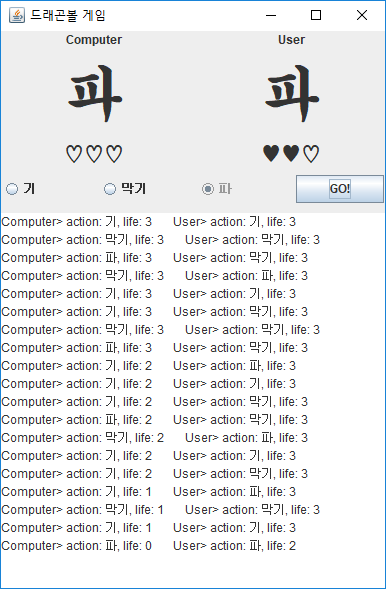 드래곤볼 게임
Computer User
파 파
♡♡♡ ♥♥♡
기 막기 파 GO!
Computer> action: 기, life: 3 User> action: 기, life: 3
Computer> action: 막기, life: 3 User> action: 막기, life: 3
Computer> action: 파, life: 3 User> action: 막기, life: 3
Computer> action: 막기, life: 3 User> action: 파, life: 3
Computer> action: 기, life: 3 User> action: 기, life: 3
Computer> action: 기, life: 3 User> action: 막기, life: 3
Computer> action: 막기, life: 3 User> action: 막기, life: 3
Computer> action: 파, life: 3 User> action: 막기, life: 3
Computer> action: 기, life: 2 User> action: 파, life: 3
Computer> action: 기, life: 2 User> action: 기, life: 3
Computer> action: 파, life: 2 User> action: 막기, life: 3
Computer> action: 파, life: 2 User> action: 막기, life: 3
Computer> action: 막기, life: 2 User> action: 파, life: 3
Computer> action: 기, life: 2 User> action: 기, life: 3
Computer> action: 기, life: 2 User> action: 막기, life: 3
Computer> action: 기, life: 1 User> action: 파, life: 3
Computer> action: 막기, life: 1 User> action: 막기, life: 3
Computer> action: 기, life: 1 User> action: 기, life: 3
Computer> action: 파, life: 0 User> action: 파, life: 2